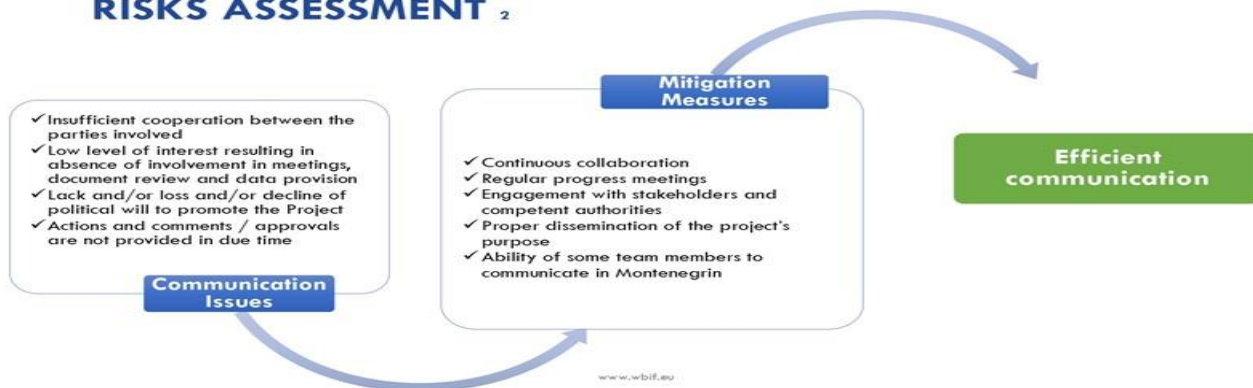 RISKS ASSESSMENT 2
✓ Insufficient cooperation between the
parties involved
✓ Low level of interest resulting in
absence of involvement in meetings,
document review and data provision
✓ Lack and/or loss and/or decline of
political will to promote the Project
✓ Actions and comments / approvals
are not provided in due time
Communication
Issues
Mitigation
Measures
✓ Continuous collaboration
✓ Regular progress meetings
✓ Engagement with stakeholders and
competent authorities
✓ Proper dissemination of the project's
purpose
✓ Ability of some team members to
communicate in Montenegrin
Efficient
communication
www.wbif.eu